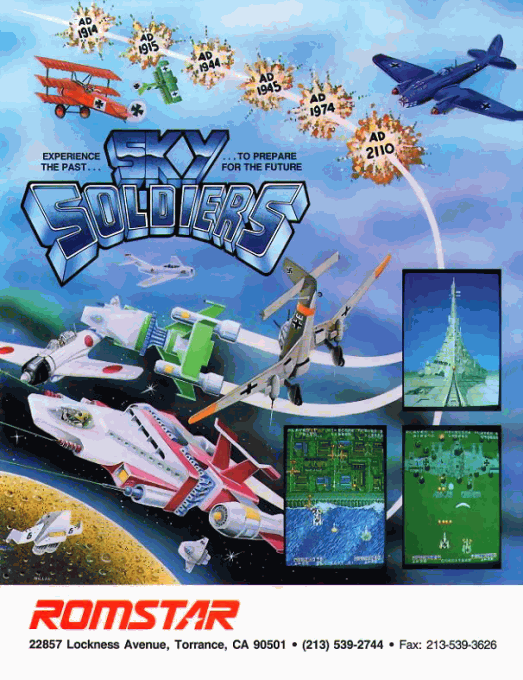 AD
1914
AD
1915
AD
1944
AD
1945
AD
1974
AD
2110
EXPERIENCE
THE PAST...
SKY
SOLDIERS
...TO PREPARE
FOR THE FUTURE
ROMSTAR
22857 Lockness Avenue, Torrance, CA 90501 • (213) 539-2744 • Fax: 213-539-3626